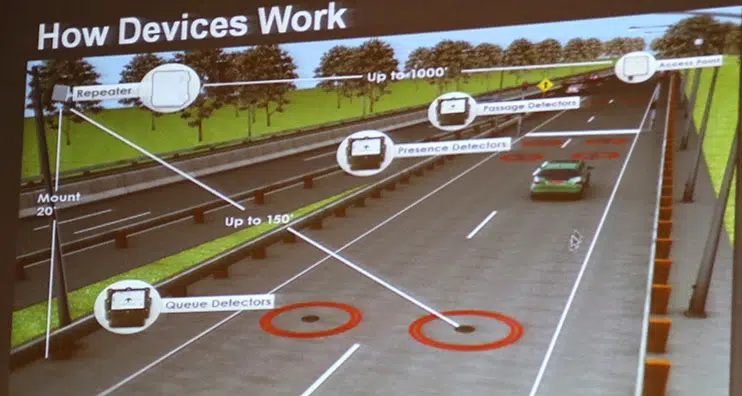 How Devices Work
Repeater
Up to 1000'
Access Point
Passage Detectors
Presence Detectors
Mount
20'
Up to 150'
Queue Detectors